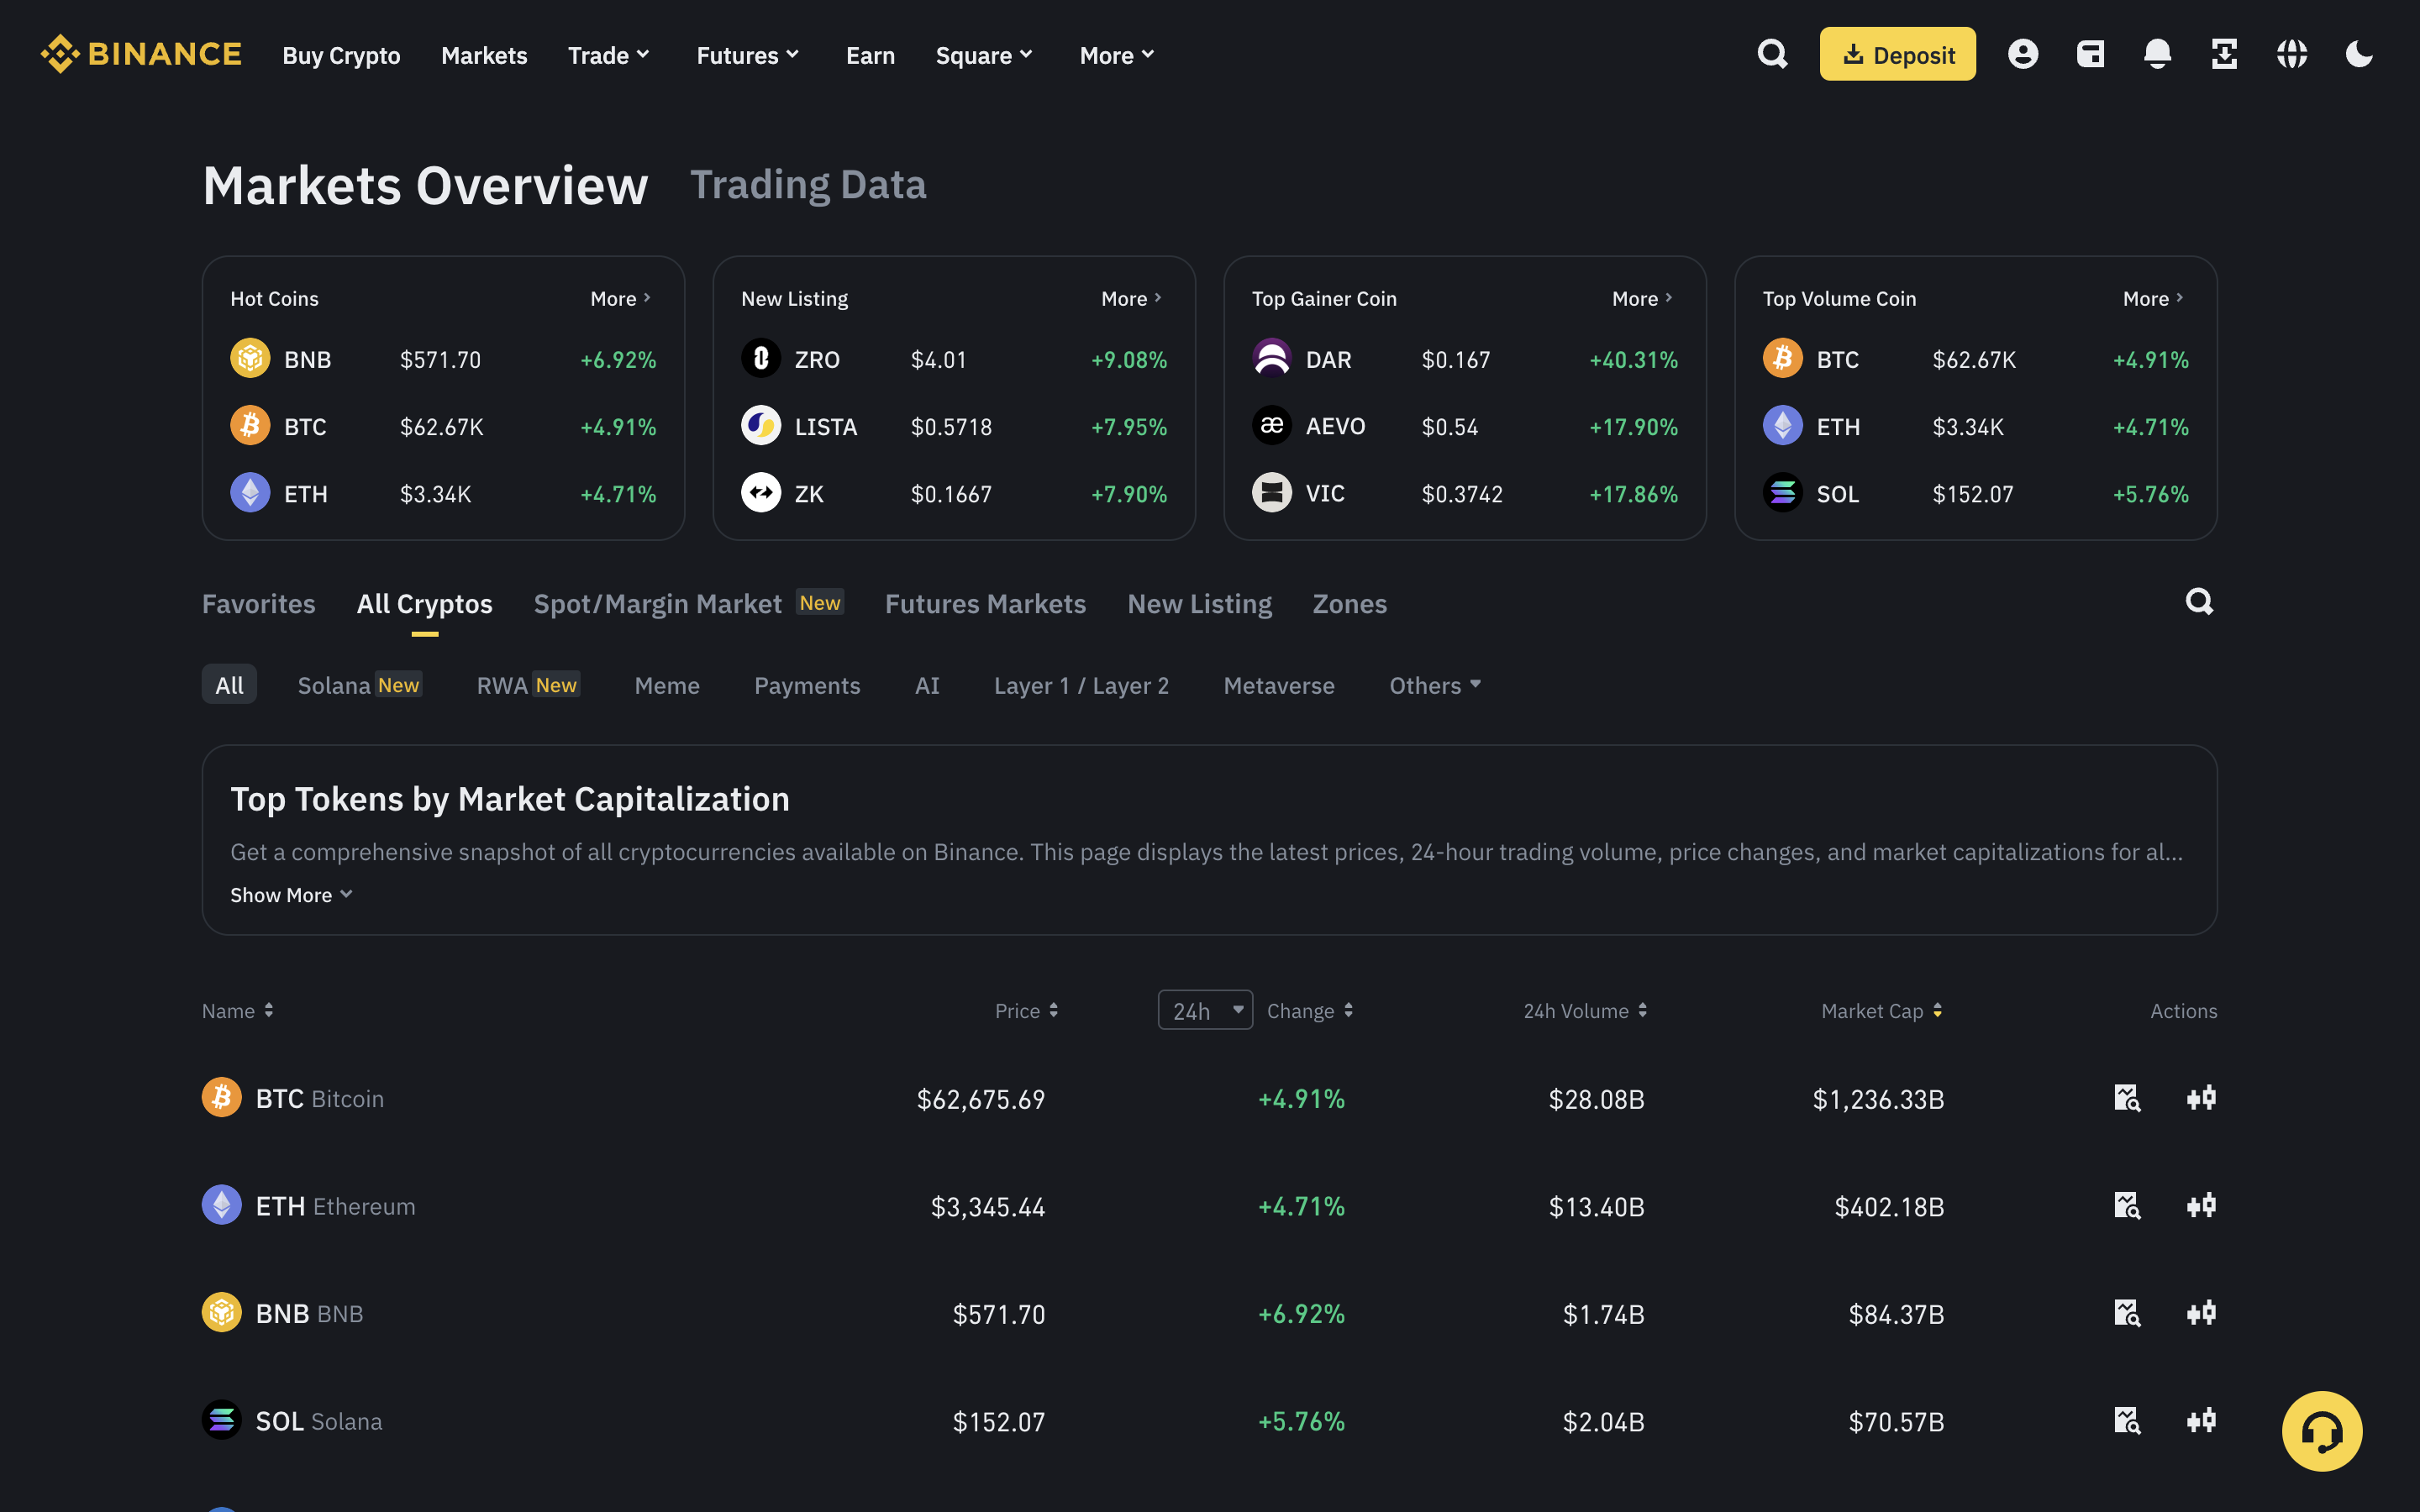 BINANCE Buy Crypto Markets Trade Futures Earn Square More Deposit
Markets Overview Trading Data
Hot Coins More
BNB $571.70 +6.92%
BTC $62.67K +4.91%
ETH $3.34K +4.71%
New Listing More
ZRO $4.01 +9.08%
LISTA $0.5718 +7.95%
ZK $0.1667 +7.90%
Top Gainer Coin More
DAR $0.167 +40.31%
AEVO $0.54 +17.90%
VIC $0.3742 +17.86%
Top Volume Coin More
BTC $62.67K +4.91%
ETH $3.34K +4.71%
SOL $152.07 +5.76%
Favorites All Cryptos Spot/Margin Market New Futures Markets New Listing Zones
All Solana New RWA New Meme Payments AI Layer 1 / Layer 2 Metaverse Others
Top Tokens by Market Capitalization
Get a comprehensive snapshot of all cryptocurrencies available on Binance. This page displays the latest prices, 24-hour trading volume, price changes, and market capitalizations for al...
Show More
Name Price 24h Change 24h Volume Market Cap Actions
BTC Bitcoin $62,675.69 +4.91% $28.08B $1,236.33B
ETH Ethereum $3,345.44 +4.71% $13.40B $402.18B
BNB BNB $571.70 +6.92% $1.74B $84.37B
SOL Solana $152.07 +5.76% $2.04B $70.57B